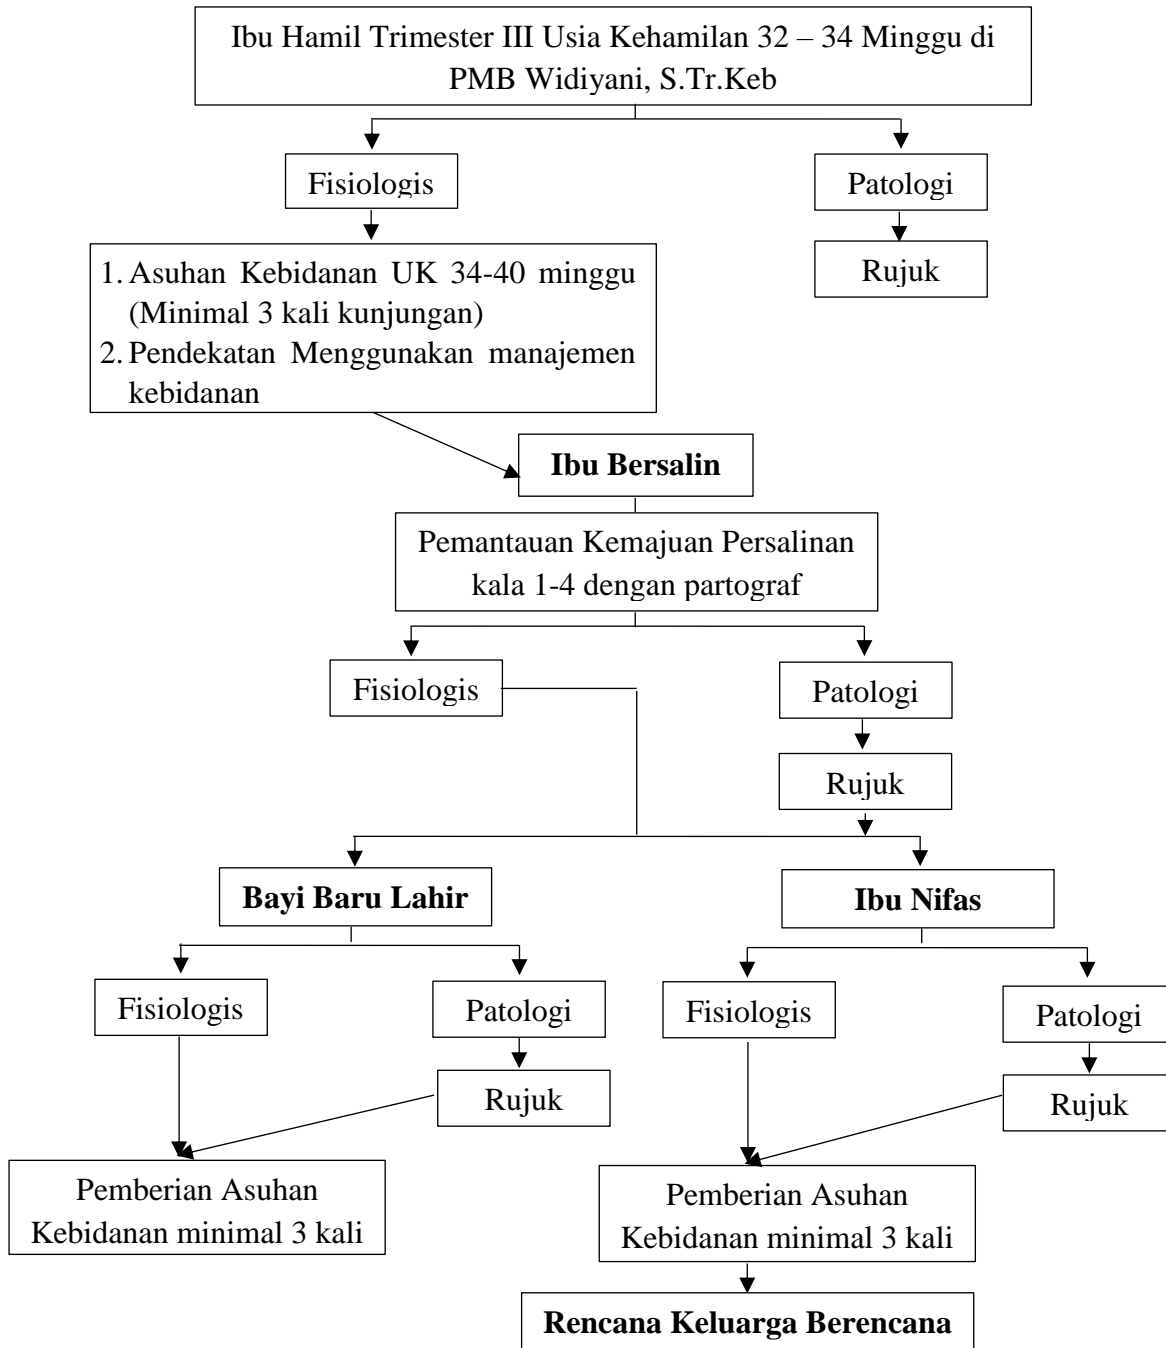 Ibu Hamil Trimester III Usia Kehamilan 32 – 34 Minggu di
PMB Widiyani, S.Tr.Keb
Fisiologis
Patologi
Rujuk
1. Asuhan Kebidanan UK 34-40 minggu
(Minimal 3 kali kunjungan)
2. Pendekatan Menggunakan manajemen
kebidanan
Ibu Bersalin
Pemantauan Kemajuan Persalinan
kala 1-4 dengan partograf
Fisiologis
Patologi
Rujuk
Bayi Baru Lahir
Ibu Nifas
Fisiologis
Patologi
Fisiologis
Patologi
Rujuk
Rujuk
Pemberian Asuhan
Kebidanan minimal 3 kali
Pemberian Asuhan
Kebidanan minimal 3 kali
Rencana Keluarga Berencana